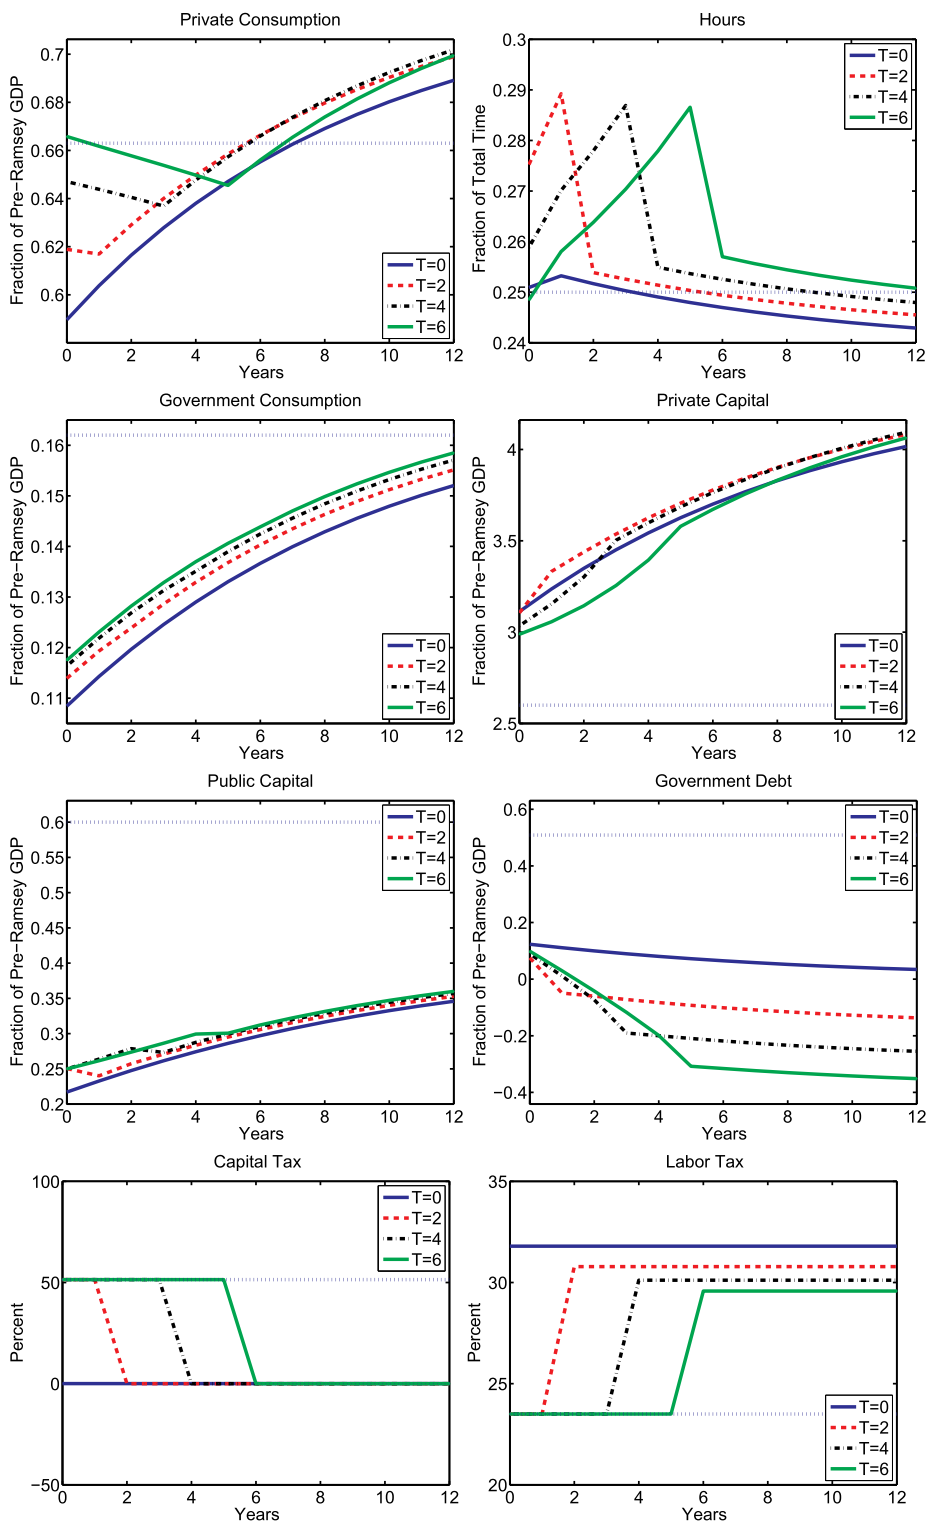 Private Consumption
Fraction of Pre−Ramsey GDP
0.7
0.68
0.66
0.64
0.62
0.6
0 2 4 6 8 10 12
Years
T=0
T=2
T=4
T=6
Hours
Fraction of Total Time
0.3
0.29
0.28
0.27
0.26
0.25
0.24
0 2 4 6 8 10 12
Years
T=0
T=2
T=4
T=6
Government Consumption
Fraction of Pre−Ramsey GDP
0.16
0.15
0.14
0.13
0.12
0.11
0 2 4 6 8 10 12
Years
T=0
T=2
T=4
T=6
Private Capital
Fraction of Pre−Ramsey GDP
4
3.5
3
2.5
0 2 4 6 8 10 12
Years
T=0
T=2
T=4
T=6
Public Capital
Fraction of Pre−Ramsey GDP
0.6
0.55
0.5
0.45
0.4
0.35
0.3
0.25
0.2
0 2 4 6 8 10 12
Years
T=0
T=2
T=4
T=6
Government Debt
Fraction of Pre−Ramsey GDP
0.6
0.4
0.2
0
−0.2
−0.4
0 2 4 6 8 10 12
Years
T=0
T=2
T=4
T=6
Capital Tax
Percent
100
50
0
−50
0 2 4 6 8 10 12
Years
T=0
T=2
T=4
T=6
Labor Tax
Percent
35
30
25
20
0 2 4 6 8 10 12
Years
T=0
T=2
T=4
T=6